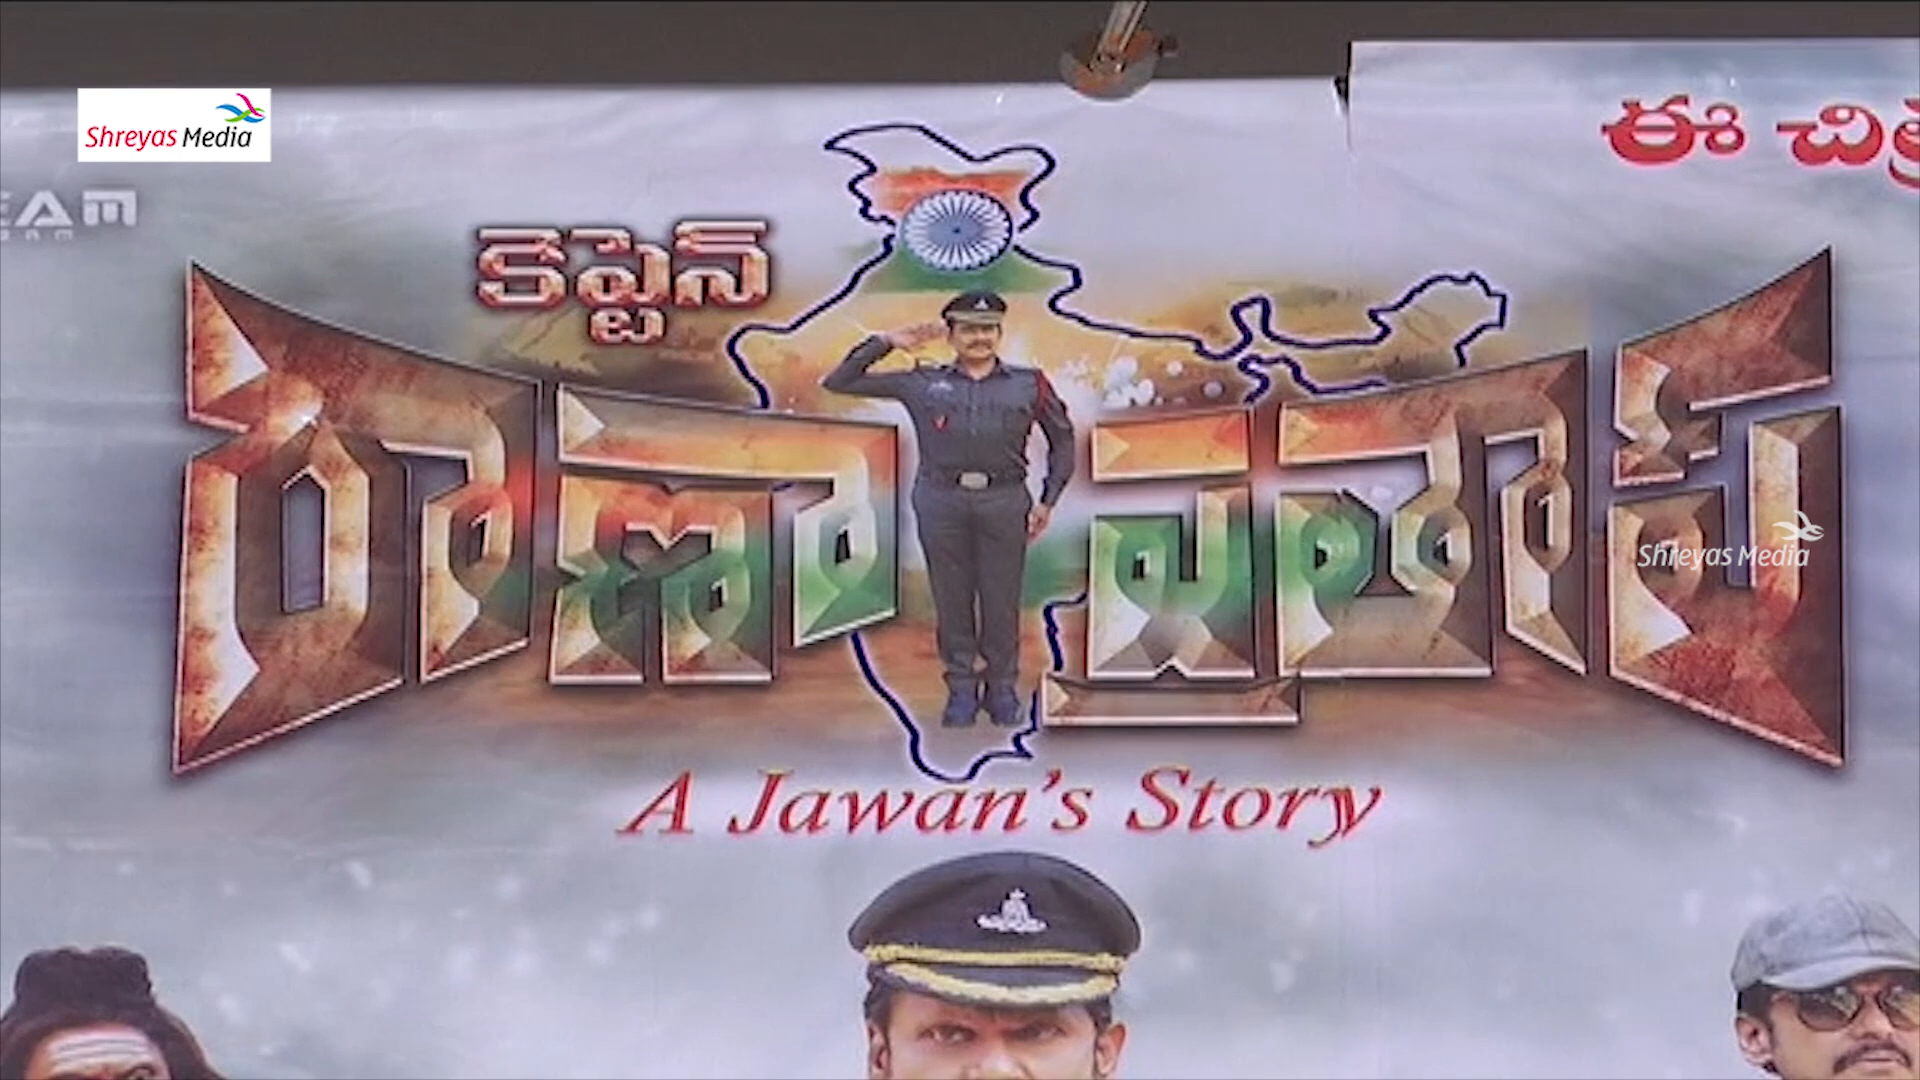 Shreyas Media
ఈ చిత్ర
కెప్టెన్
రాణా ప్రతాప్
Shreyas Media
A Jawan's Story